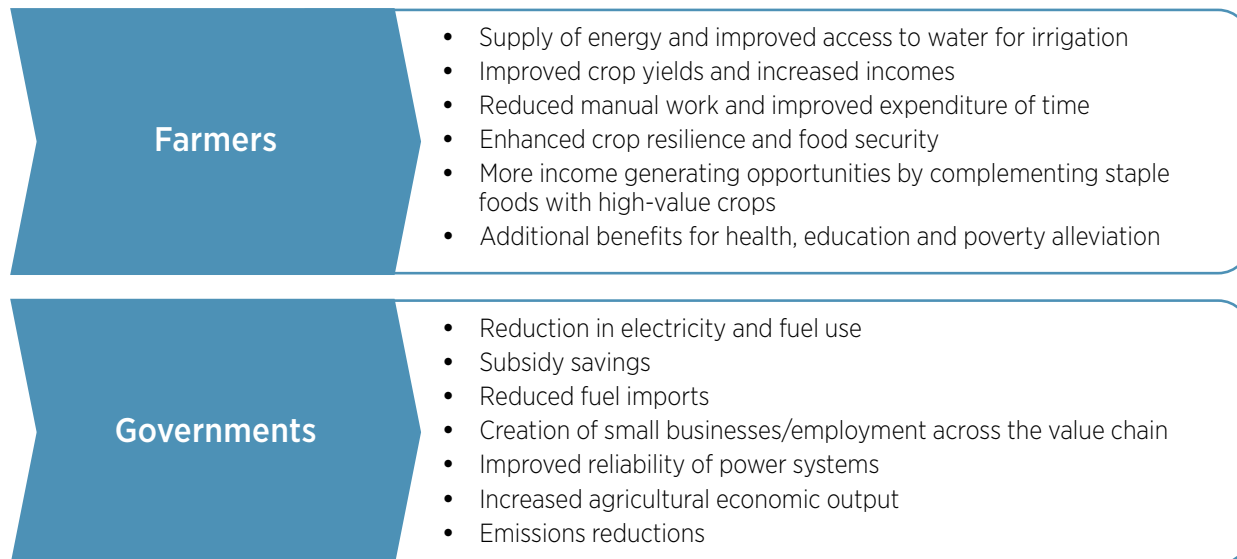 Farmers
• Supply of energy and improved access to water for irrigation
• Improved crop yields and increased incomes
• Reduced manual work and improved expenditure of time
• Enhanced crop resilience and food security
• More income generating opportunities by complementing staple
foods with high-value crops
• Additional benefits for health, education and poverty alleviation
Governments
• Reduction in electricity and fuel use
• Subsidy savings
• Reduced fuel imports
• Creation of small businesses/employment across the value chain
• Improved reliability of power systems
• Increased agricultural economic output
• Emissions reductions